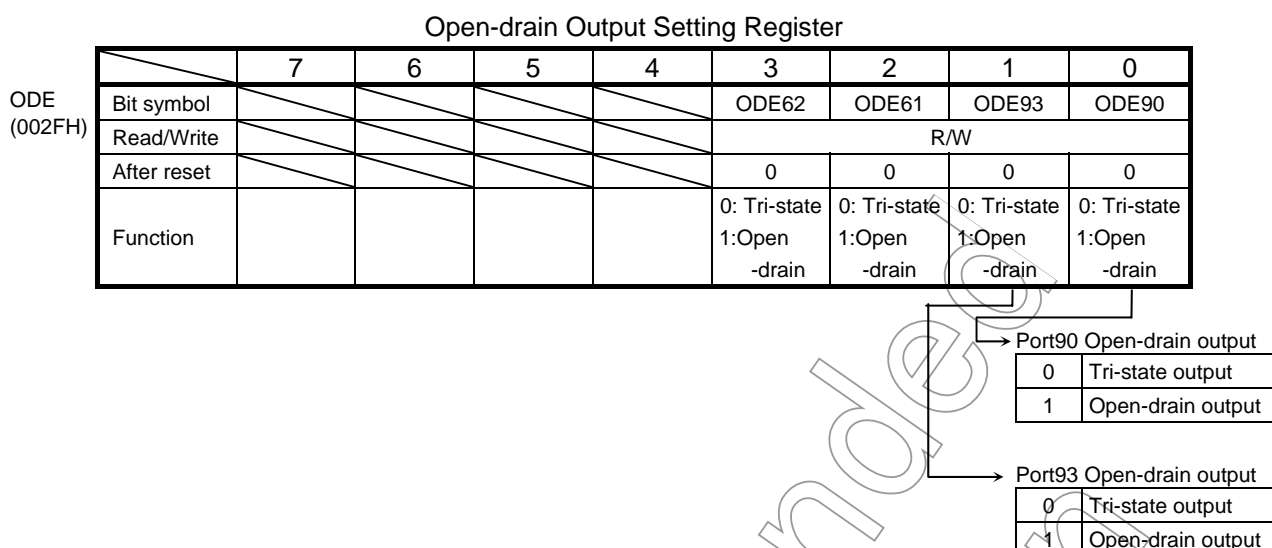 Open-drain Output Setting Register
7 6 5 4 3 2 1 0
ODE
(002FH)
Bit symbol ODE62 ODE61 ODE93 ODE90
Read/Write R/W
After reset 0 0 0 0
Function
0: Tri-state 0: Tri-state 0: Tri-state 0: Tri-state
1:Open 1:Open 1:Open 1:Open
-drain -drain -drain -drain
Port90 Open-drain output
0 Tri-state output
1 Open-drain output
Port93 Open-drain output
0 Tri-state output
1 Open-drain output